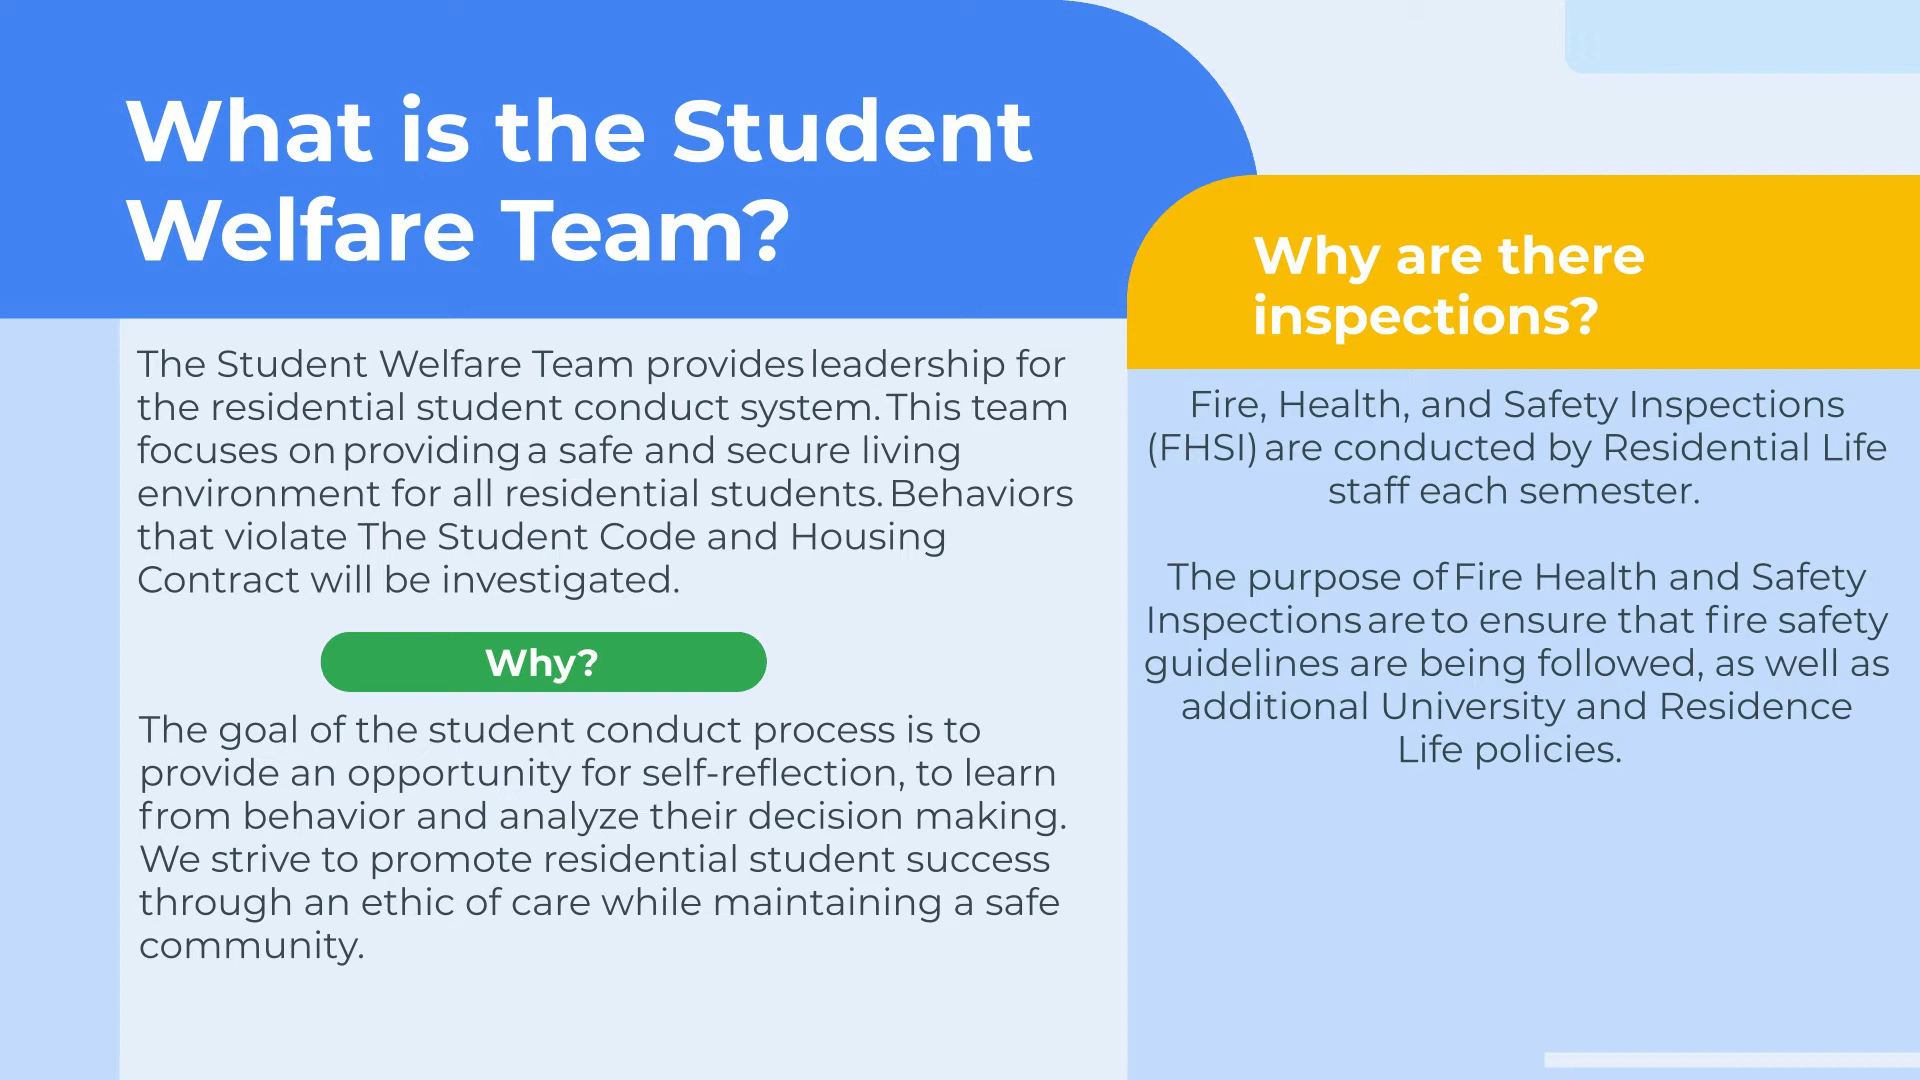 What is the Student
Welfare Team?
The Student Welfare Team provides leadership for
the residential student conduct system. This team
focuses on providing a safe and secure living
environment for all residential students. Behaviors
that violate The Student Code and Housing
Contract will be investigated.
Why?
The goal of the student conduct process is to
provide an opportunity for self-reflection, to learn
from behavior and analyze their decision making.
We strive to promote residential student success
through an ethic of care while maintaining a safe
community.
Why are there
inspections?
Fire, Health, and Safety Inspections
(FHSI) are conducted by Residential Life
staff each semester.
The purpose of Fire Health and Safety
Inspections are to ensure that fire safety
guidelines are being followed, as well as
additional University and Residence
Life policies.